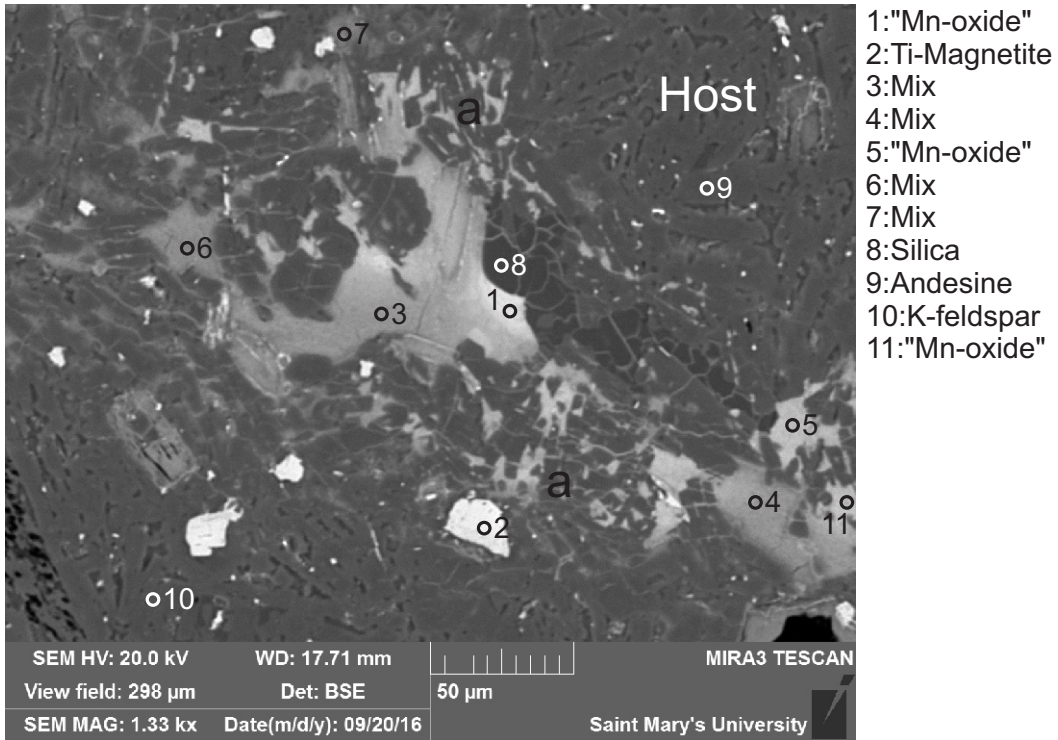 7
a
Host
9
6
8
1
3
5
a
4
11
2
10
1:"Mn-oxide"
2:Ti-Magnetite
3:Mix
4:Mix
5:"Mn-oxide"
6:Mix
7:Mix
8:Silica
9:Andesine
10:K-feldspar
11:"Mn-oxide"
SEM HV: 20.0 kV WD: 17.71 mm MIRA3 TESCAN
View field: 298 µm Det: BSE 50 µm
SEM MAG: 1.33 kx Date(m/d/y): 09/20/16 Saint Mary's University